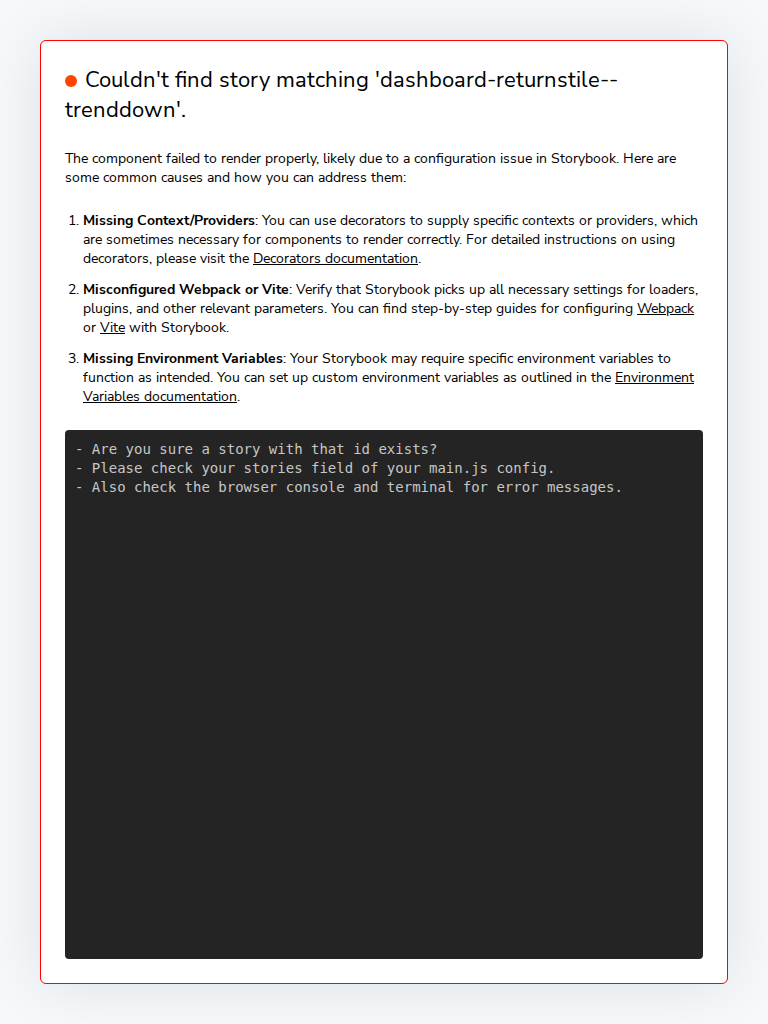 Couldn't find story matching 'dashboard-returnstile--
trenddown'.
The component failed to render properly, likely due to a configuration issue in Storybook. Here are
some common causes and how you can address them:
1. Missing Context/Providers: You can use decorators to supply specific contexts or providers, which
are sometimes necessary for components to render correctly. For detailed instructions on using
decorators, please visit the Decorators documentation.
2. Misconfigured Webpack or Vite: Verify that Storybook picks up all necessary settings for loaders,
plugins, and other relevant parameters. You can find step-by-step guides for configuring Webpack
or Vite with Storybook.
3. Missing Environment Variables: Your Storybook may require specific environment variables to
function as intended. You can set up custom environment variables as outlined in the Environment
Variables documentation.
- Are you sure a story with that id exists?
- Please check your stories field of your main.js config.
- Also check the browser console and terminal for error messages.